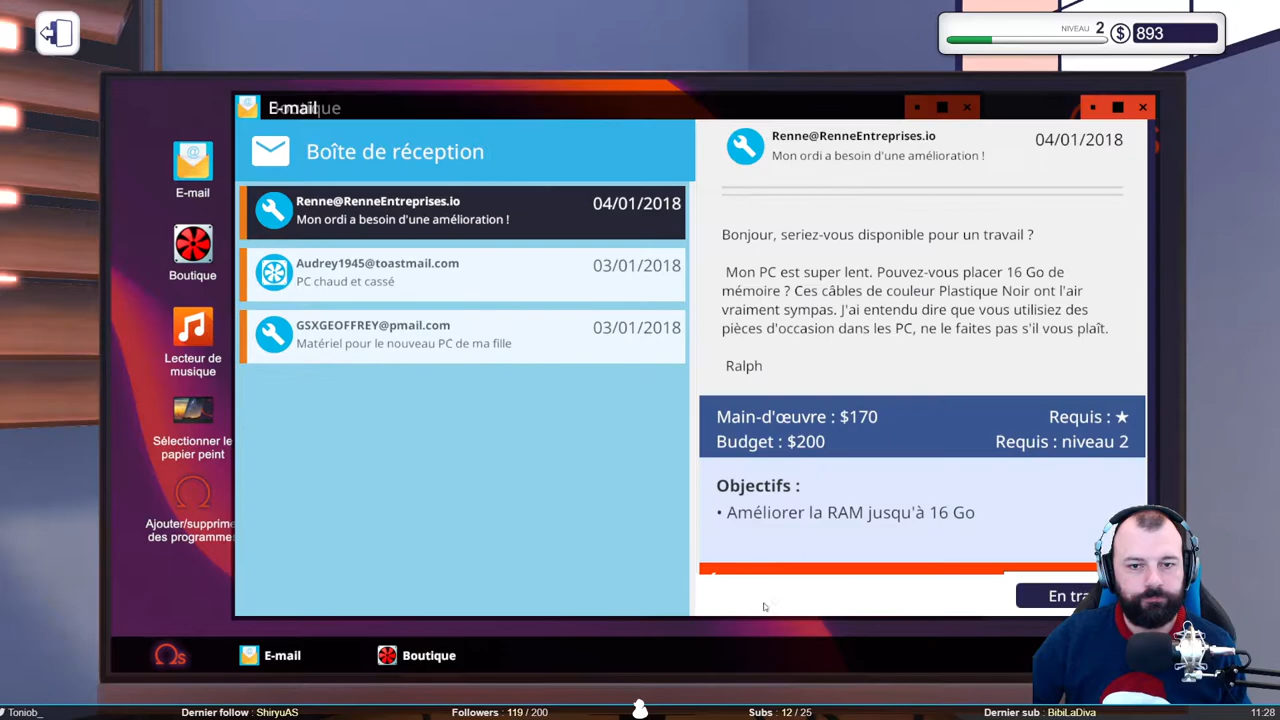 NIVEAU 2
$ 893
E-mail
Boîte de réception
Renne@RenneEntreprises.io
04/01/2018
Mon ordi a besoin d'une amélioration !
Audrey1945@toastmail.com
03/01/2018
PC chaud et cassé
GSXGEOFFREY@pmail.com
03/01/2018
Matériel pour le nouveau PC de ma fille
Renne@RenneEntreprises.io
04/01/2018
Mon ordi a besoin d'une amélioration !
Bonjour, seriez-vous disponible pour un travail ?
Mon PC est super lent. Pouvez-vous placer 16 Go de
mémoire ? Ces câbles de couleur Plastique Noir ont l'air
vraiment sympas. J'ai entendu dire que vous utilisiez des
pièces d'occasion dans les PC, ne le faites pas s'il vous plaît.
Ralph
Main-d'œuvre : $170
Requis : ★
Budget : $200
Requis : niveau 2
Objectifs :
• Améliorer la RAM jusqu'à 16 Go
En tra
E-mail
Boutique
Lecteur de
musique
Sélectionner le
papier peint
Ajouter/supprime
des programme
Ωs
E-mail
Boutique
Toniob_
Dernier follow : ShiryuAS
Followers : 119 / 200
Subs : 12 / 25
Dernier sub : BibiLaDiva
11:28